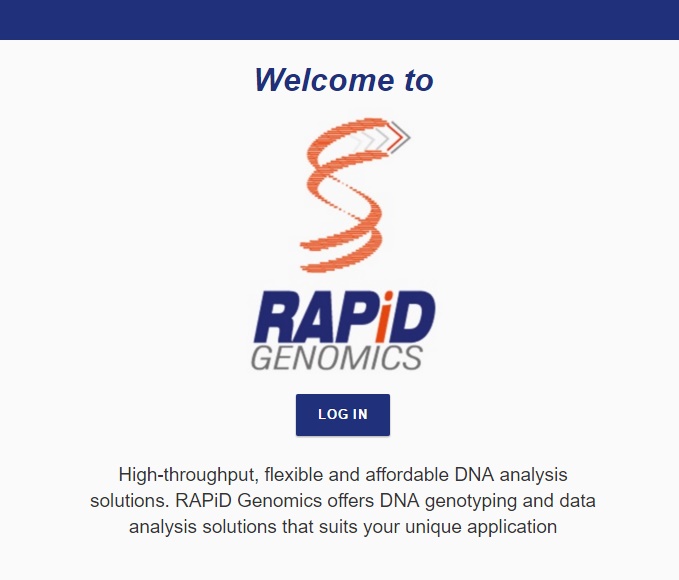 Welcome to
RAPiD
GENOMICS
LOG IN
High-throughput, flexible and affordable DNA analysis
solutions. RAPiD Genomics offers DNA genotyping and data
analysis solutions that suits your unique application